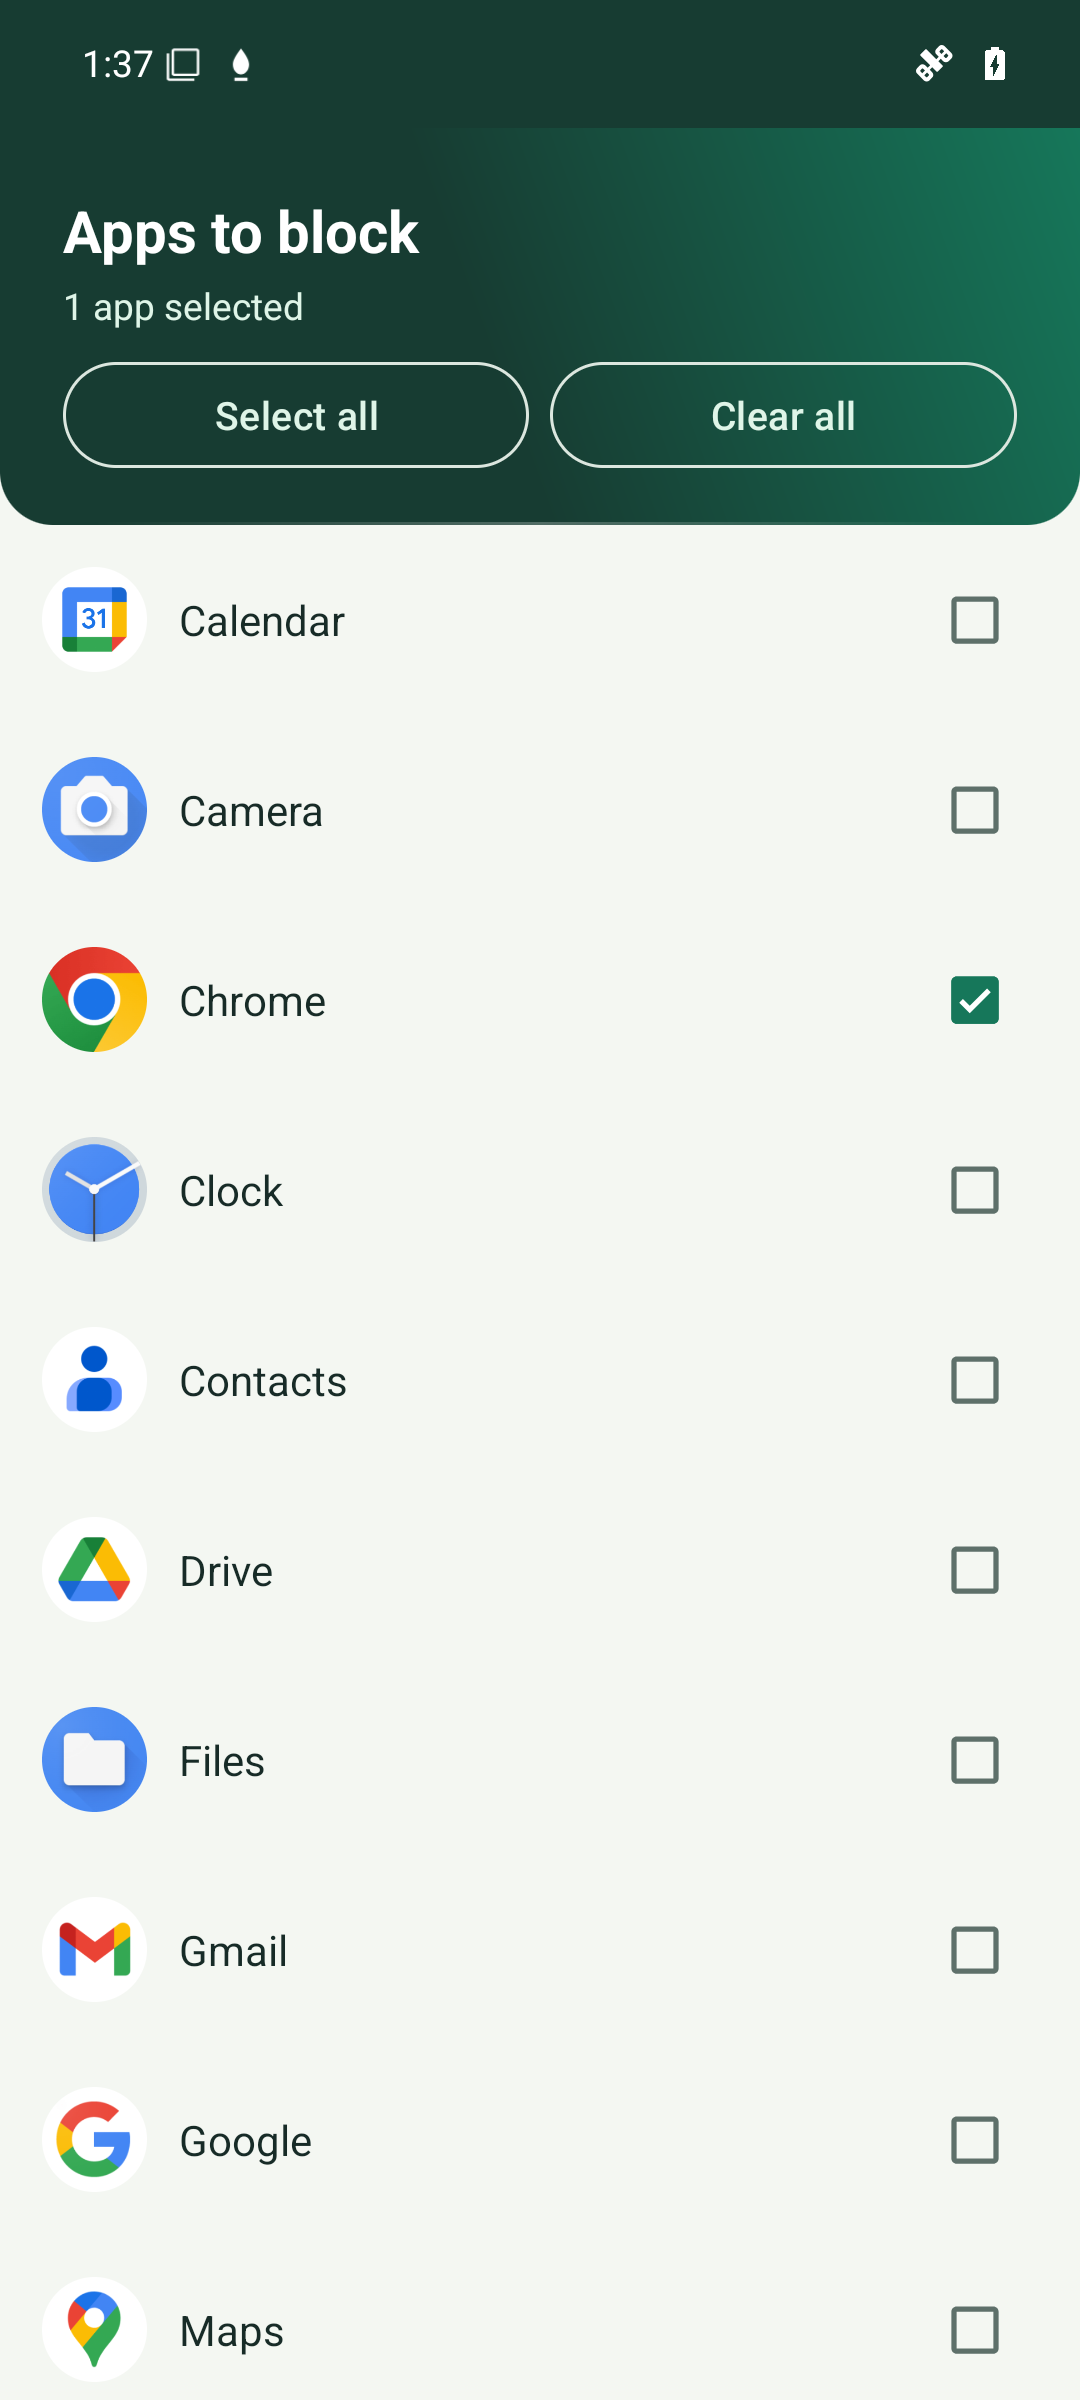 1:37
Apps to block
1 app selected
Select all
Clear all
31
Calendar
Camera
Chrome
Clock
Contacts
Drive
Files
Gmail
Google
Maps